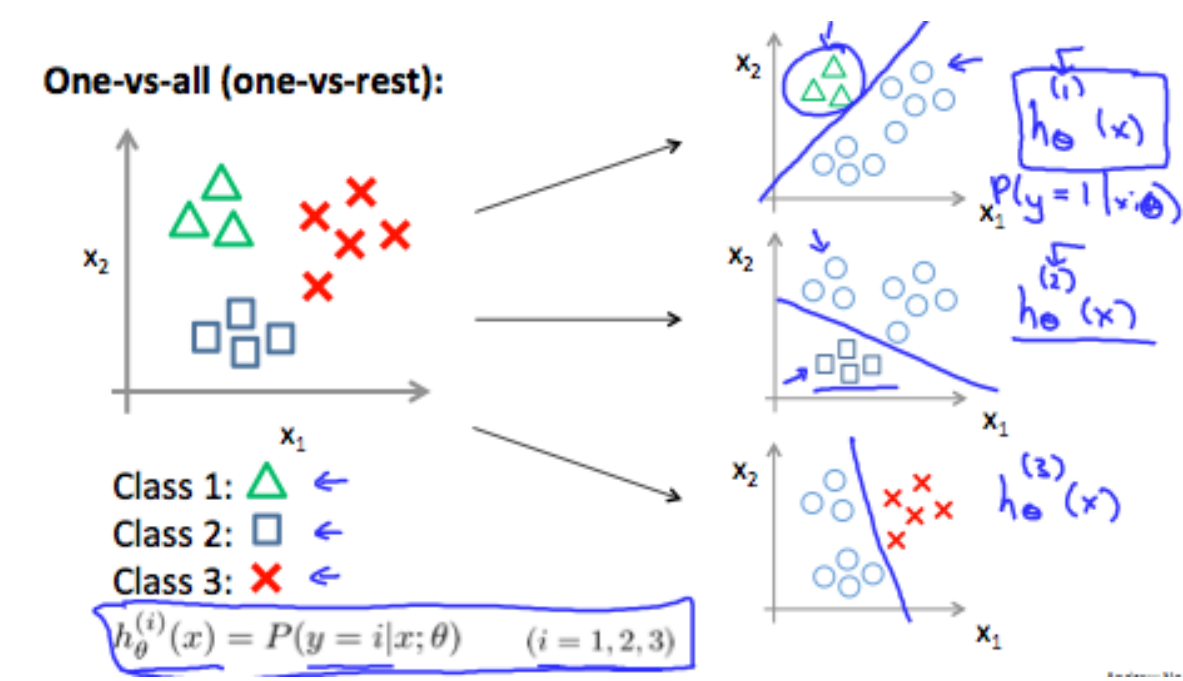 One-vs-all (one-vs-rest):
x₂
x₁
Class 1:
Class 2:
Class 3:
h_θ^(i)(x) = P(y = i|x; θ) (i = 1, 2, 3)
x₂
x₁
h_θ^(1)(x)
P(y = 1|x; θ)
x₂
x₁
h_θ^(2)(x)
x₂
x₁
h_θ^(3)(x)